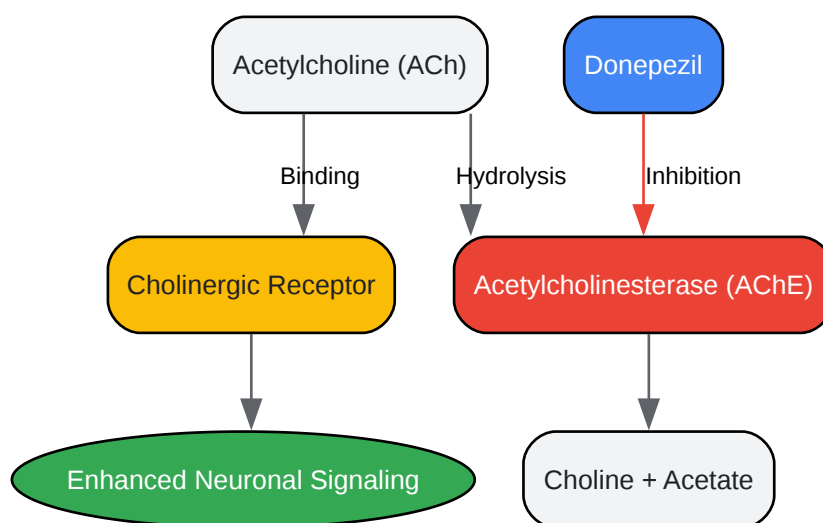 Acetylcholine (ACh)
Donepezil
Binding
Hydrolysis
Inhibition
Cholinergic Receptor
Acetylcholinesterase (AChE)
Enhanced Neuronal Signaling
Choline + Acetate